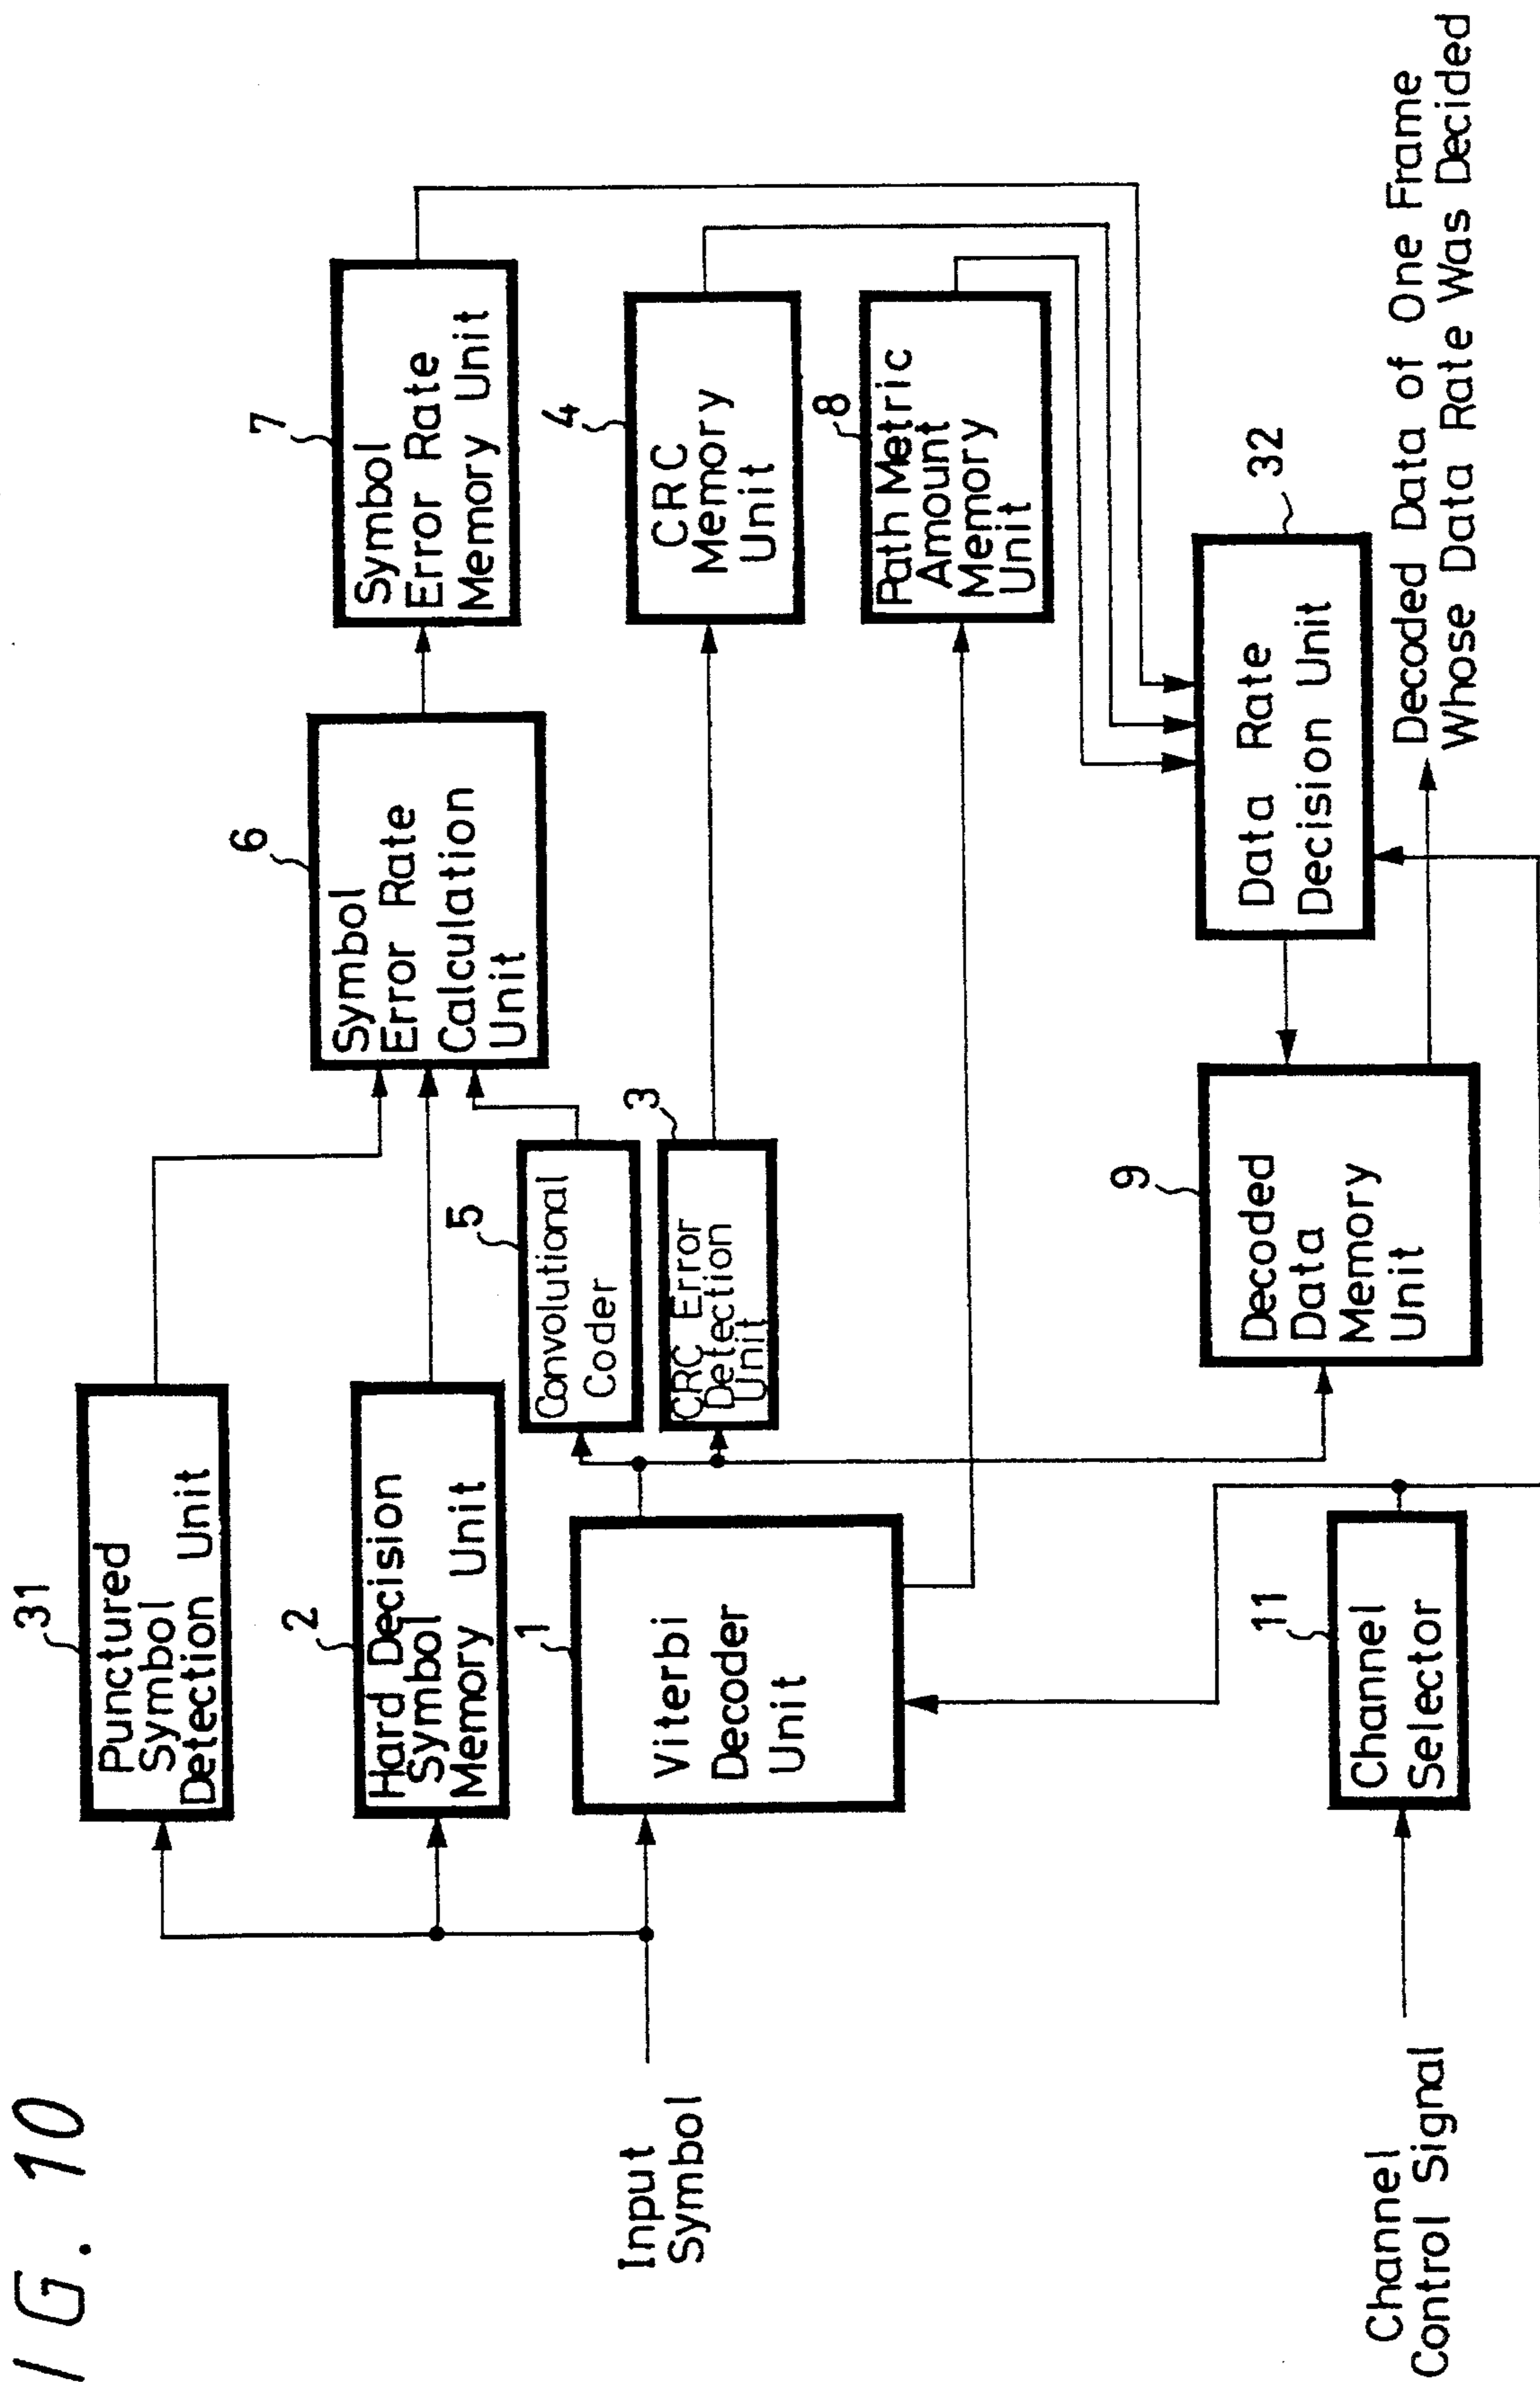 IG. 10
31
Punctured
Symbol
Detection Unit
2
Hard Decision
Symbol
Memory Unit
1
Viterbi
Decoder
Unit
Input
Symbol
5
Convolutional
Coder
3
CRC Error
Detection
Unit
6
Symbol
Error Rate
Calculation
Unit
7
Symbol
Error Rate
Memory Unit
4
CRC
Memory
Unit
8
Path Metric
Amount
Memory
Unit
32
Data Rate
Decision Unit
9
Decoded
Data
Memory
Unit
Decoded Data of One Frame
Whose Data Rate Was Decided
11
Channel
Selector
Channel
Control Signal